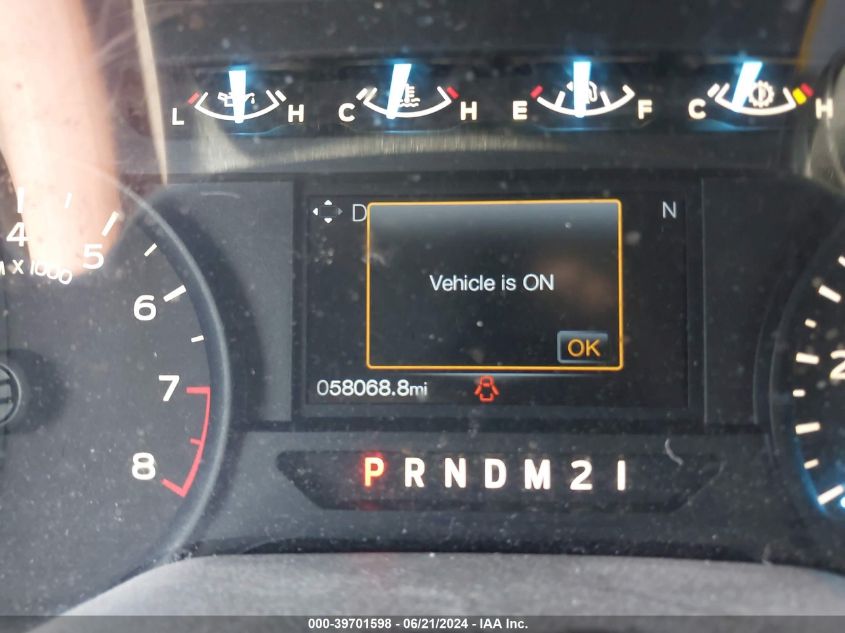 L H C H E F C H
D N
4
5
6
7
8
X 1000
Vehicle is ON
OK
058068.8mi
P R N D M 2 1
2
000-39701598 - 06/21/2024 - IAA Inc.